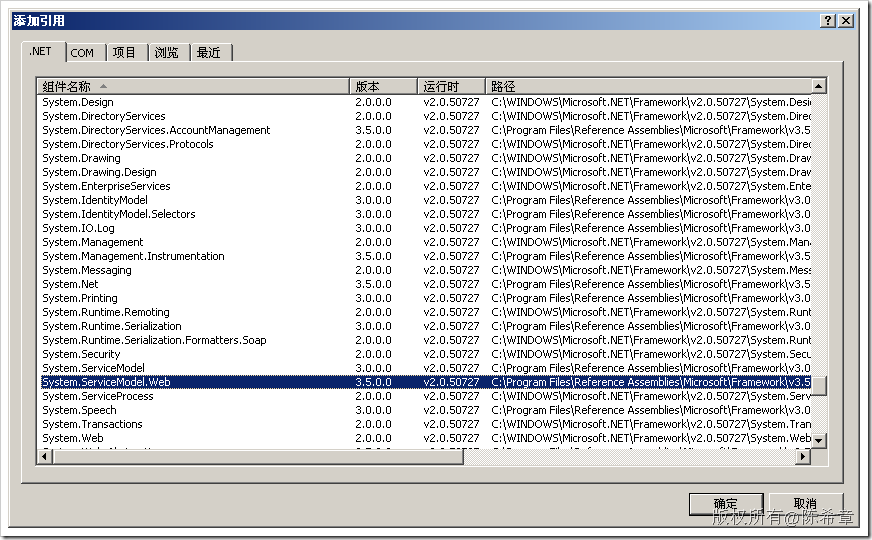 添加引用
.NET COM 项目 浏览 最近
组件名称 版本 运行时 路径
System.Design 2.0.0.0 v2.0.50727 C:\WINDOWS\Microsoft.NET\Framework\v2.0.50727\System.Desi
System.DirectoryServices 2.0.0.0 v2.0.50727 C:\WINDOWS\Microsoft.NET\Framework\v2.0.50727\System.Direc
System.DirectoryServices.AccountManagement 3.5.0.0 v2.0.50727 C:\Program Files\Reference Assemblies\Microsoft\Framework\v3.5
System.DirectoryServices.Protocols 2.0.0.0 v2.0.50727 C:\WINDOWS\Microsoft.NET\Framework\v2.0.50727\System.Direc
System.Drawing 2.0.0.0 v2.0.50727 C:\WINDOWS\Microsoft.NET\Framework\v2.0.50727\System.Draw
System.Drawing.Design 2.0.0.0 v2.0.50727 C:\WINDOWS\Microsoft.NET\Framework\v2.0.50727\System.Draw
System.EnterpriseServices 2.0.0.0 v2.0.50727 C:\WINDOWS\Microsoft.NET\Framework\v2.0.50727\System.Ente
System.IdentityModel 3.0.0.0 v2.0.50727 C:\Program Files\Reference Assemblies\Microsoft\Framework\v3.0
System.IdentityModel.Selectors 3.0.0.0 v2.0.50727 C:\Program Files\Reference Assemblies\Microsoft\Framework\v3.0
System.IO.Log 3.0.0.0 v2.0.50727 C:\Program Files\Reference Assemblies\Microsoft\Framework\v3.0
System.Management 2.0.0.0 v2.0.50727 C:\WINDOWS\Microsoft.NET\Framework\v2.0.50727\System.Man
System.Management.Instrumentation 3.5.0.0 v2.0.50727 C:\Program Files\Reference Assemblies\Microsoft\Framework\v3.5
System.Messaging 2.0.0.0 v2.0.50727 C:\WINDOWS\Microsoft.NET\Framework\v2.0.50727\System.Mess
System.Net 3.5.0.0 v2.0.50727 C:\Program Files\Reference Assemblies\Microsoft\Framework\v3.5
System.Printing 3.0.0.0 v2.0.50727 C:\Program Files\Reference Assemblies\Microsoft\Framework\v3.0
System.Runtime.Remoting 2.0.0.0 v2.0.50727 C:\WINDOWS\Microsoft.NET\Framework\v2.0.50727\System.Runt
System.Runtime.Serialization 3.0.0.0 v2.0.50727 C:\Program Files\Reference Assemblies\Microsoft\Framework\v3.0
System.Runtime.Serialization.Formatters.Soap 2.0.0.0 v2.0.50727 C:\WINDOWS\Microsoft.NET\Framework\v2.0.50727\System.Runt
System.Security 2.0.0.0 v2.0.50727 C:\WINDOWS\Microsoft.NET\Framework\v2.0.50727\System.Secu
System.ServiceModel 3.0.0.0 v2.0.50727 C:\Program Files\Reference Assemblies\Microsoft\Framework\v3.0
System.ServiceModel.Web 3.5.0.0 v2.0.50727 C:\Program Files\Reference Assemblies\Microsoft\Framework\v3.5
System.ServiceProcess 2.0.0.0 v2.0.50727 C:\WINDOWS\Microsoft.NET\Framework\v2.0.50727\System.Serv
System.Speech 3.0.0.0 v2.0.50727 C:\Program Files\Reference Assemblies\Microsoft\Framework\v3.0
System.Transactions 2.0.0.0 v2.0.50727 C:\WINDOWS\Microsoft.NET\Framework\v2.0.50727\System.Tran
System.Web 2.0.0.0 v2.0.50727 C:\WINDOWS\Microsoft.NET\Framework\v2.0.50727\System.Web
确定 取消
版权所有@陈希章